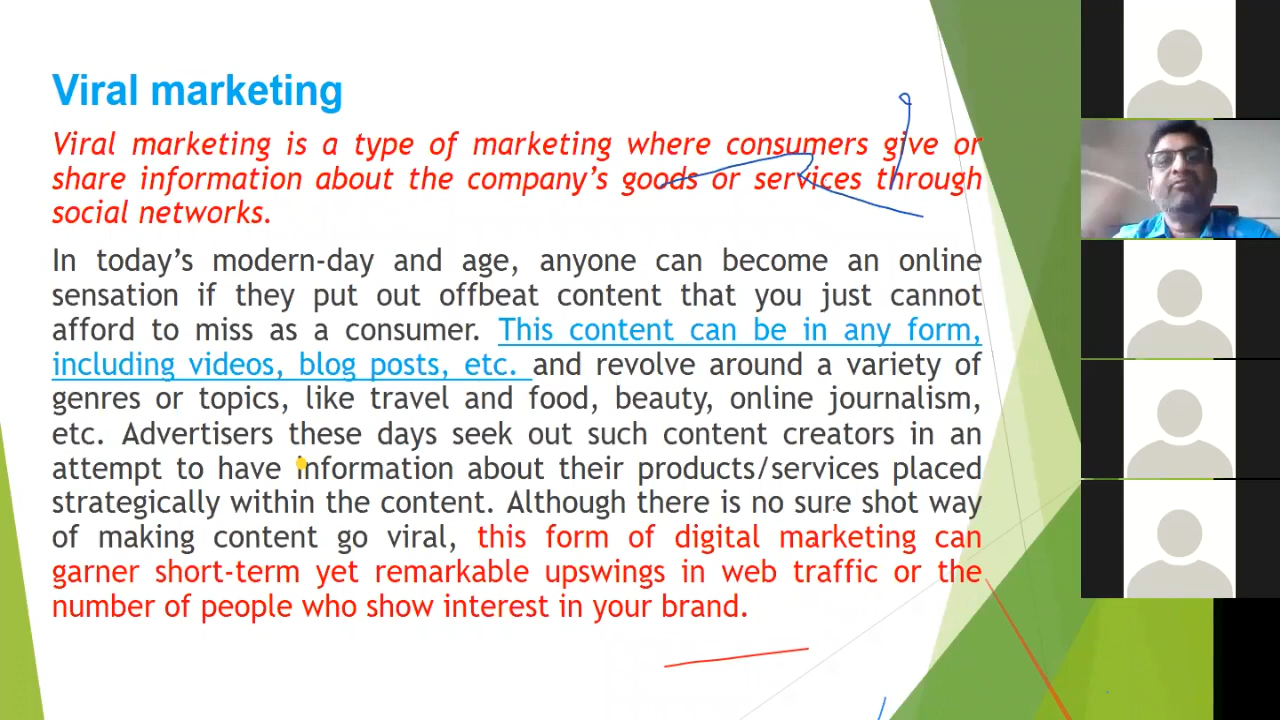 Viral marketing
Viral marketing is a type of marketing where consumers give or
share information about the company's goods or services through
social networks.
In today's modern-day and age, anyone can become an online
sensation if they put out offbeat content that you just cannot
afford to miss as a consumer. This content can be in any form,
including videos, blog posts, etc. and revolve around a variety of
genres or topics, like travel and food, beauty, online journalism,
etc. Advertisers these days seek out such content creators in an
attempt to have information about their products/services placed
strategically within the content. Although there is no sure shot way
of making content go viral, this form of digital marketing can
garner short-term yet remarkable upswings in web traffic or the
number of people who show interest in your brand.